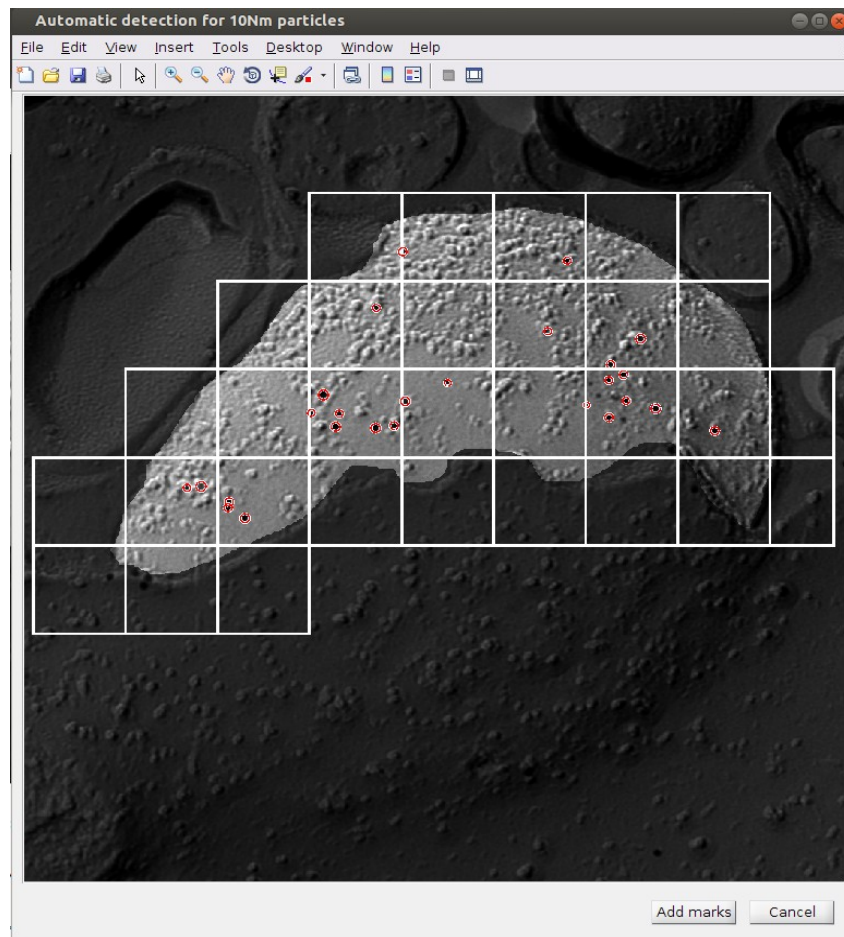 Automatic detection for 10Nm particles
File Edit View Insert Tools Desktop Window Help
Add marks Cancel